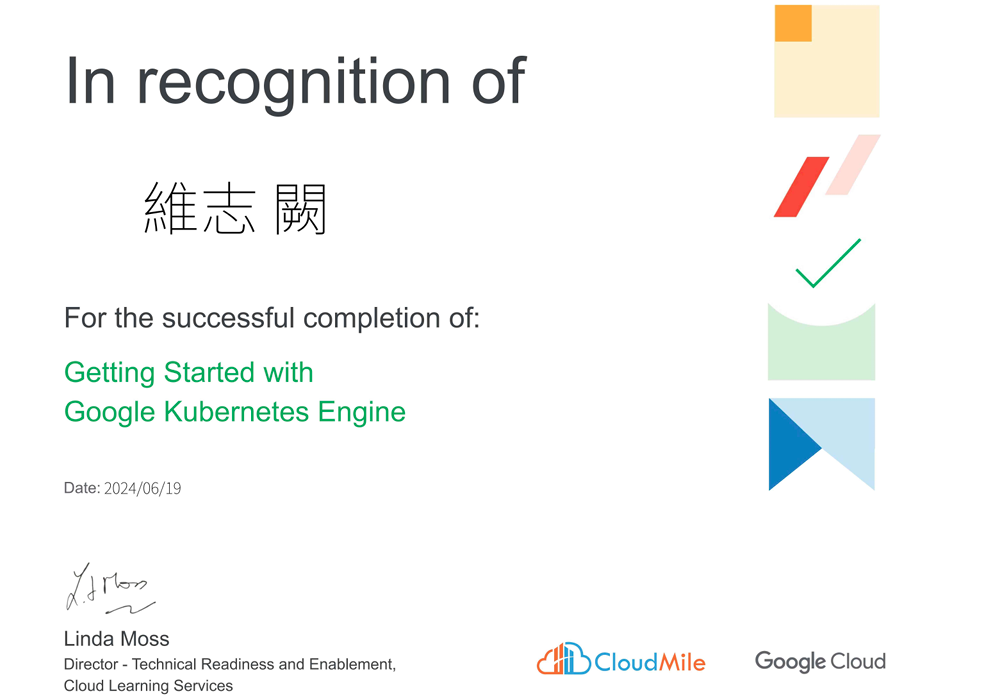 In recognition of
維志 闕
For the successful completion of:
Getting Started with
Google Kubernetes Engine
Date: 2024/06/19
L.J Moss
Linda Moss
Director - Technical Readiness and Enablement,
Cloud Learning Services
CloudMile
Google Cloud